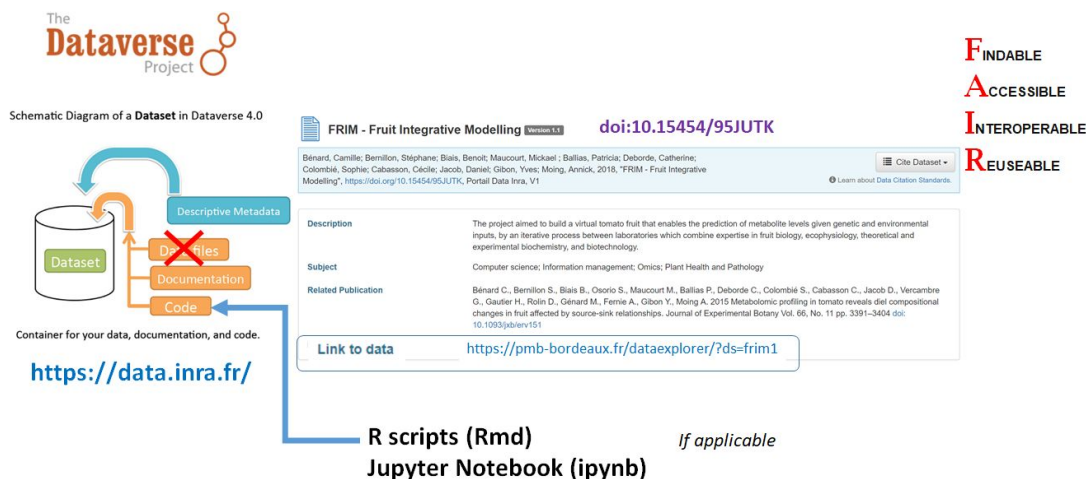 The
Dataverse
Project
Schematic Diagram of a Dataset in Dataverse 4.0
Descriptive Metadata
Dataset
Data files
Documentation
Code
Container for your data, documentation, and code.
https://data.inra.fr/
FRIM - Fruit Integrative Modelling Version 1.1
doi:10.15454/95JUTK
Bénard, Camille; Bernillon, Stéphane; Biais, Benoit; Maucourt, Mickael ; Ballias, Patricia; Deborde, Catherine;
Colombié, Sophie; Cabasson, Cécile; Jacob, Daniel; Gibon, Yves; Moing, Annick, 2018, "FRIM - Fruit Integrative
Modelling", https://doi.org/10.15454/95JUTK, Portail Data Inra, V1
Cite Dataset
Learn about Data Citation Standards.
Description
The project aimed to build a virtual tomato fruit that enables the prediction of metabolite levels given genetic and environmental
inputs, by an iterative process between laboratories which combine expertise in fruit biology, ecophysiology, theoretical and
experimental biochemistry, and biotechnology.
Subject
Computer science; Information management; Omics; Plant Health and Pathology
Related Publication
Bénard C., Bernillon S., Biais B., Osorio S., Maucourt M., Ballias P., Deborde C., Colombié S., Cabasson C., Jacob D., Vercambre
G., Gautier H., Rolin D., Génard M., Fernie A., Gibon Y., Moing A. 2015 Metabolomic profiling in tomato reveals diel compositional
changes in fruit affected by source-sink relationships. Journal of Experimental Botany Vol. 66, No. 11 pp. 3391–3404 doi:
10.1093/jxb/erv151
Link to data
https://pmb-bordeaux.fr/dataexplorer/?ds=frim1
FINDABLE
ACCESSIBLE
INTEROPERABLE
REUSEABLE
R scripts (Rmd)
If applicable
Jupyter Notebook (ipynb)